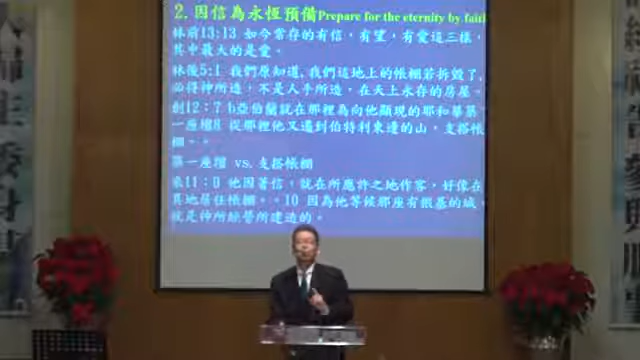 2. 因信為永恆預備Prepare for the eternity by faith
林前13:13 如今常存的有信，有望，有愛這三樣，
其中最大的是愛。
林後5:1 我們原知道,我們這地上的帳棚若拆毀了,
必得神所造，不是人手所造，在天上永存的房屋。
創12：7 b亞伯蘭就在那裡為向他顯現的耶和華築
一座壇8 從那裡他又遷到伯特利東邊的山，支搭帳
棚。。
第一座壇 vs.支搭帳棚
來11：9 他因著信，就在所應許之地作客，好像在
異地居住帳棚。。10 因為他等候那座有根基的城，
就是神所經營所建造的。